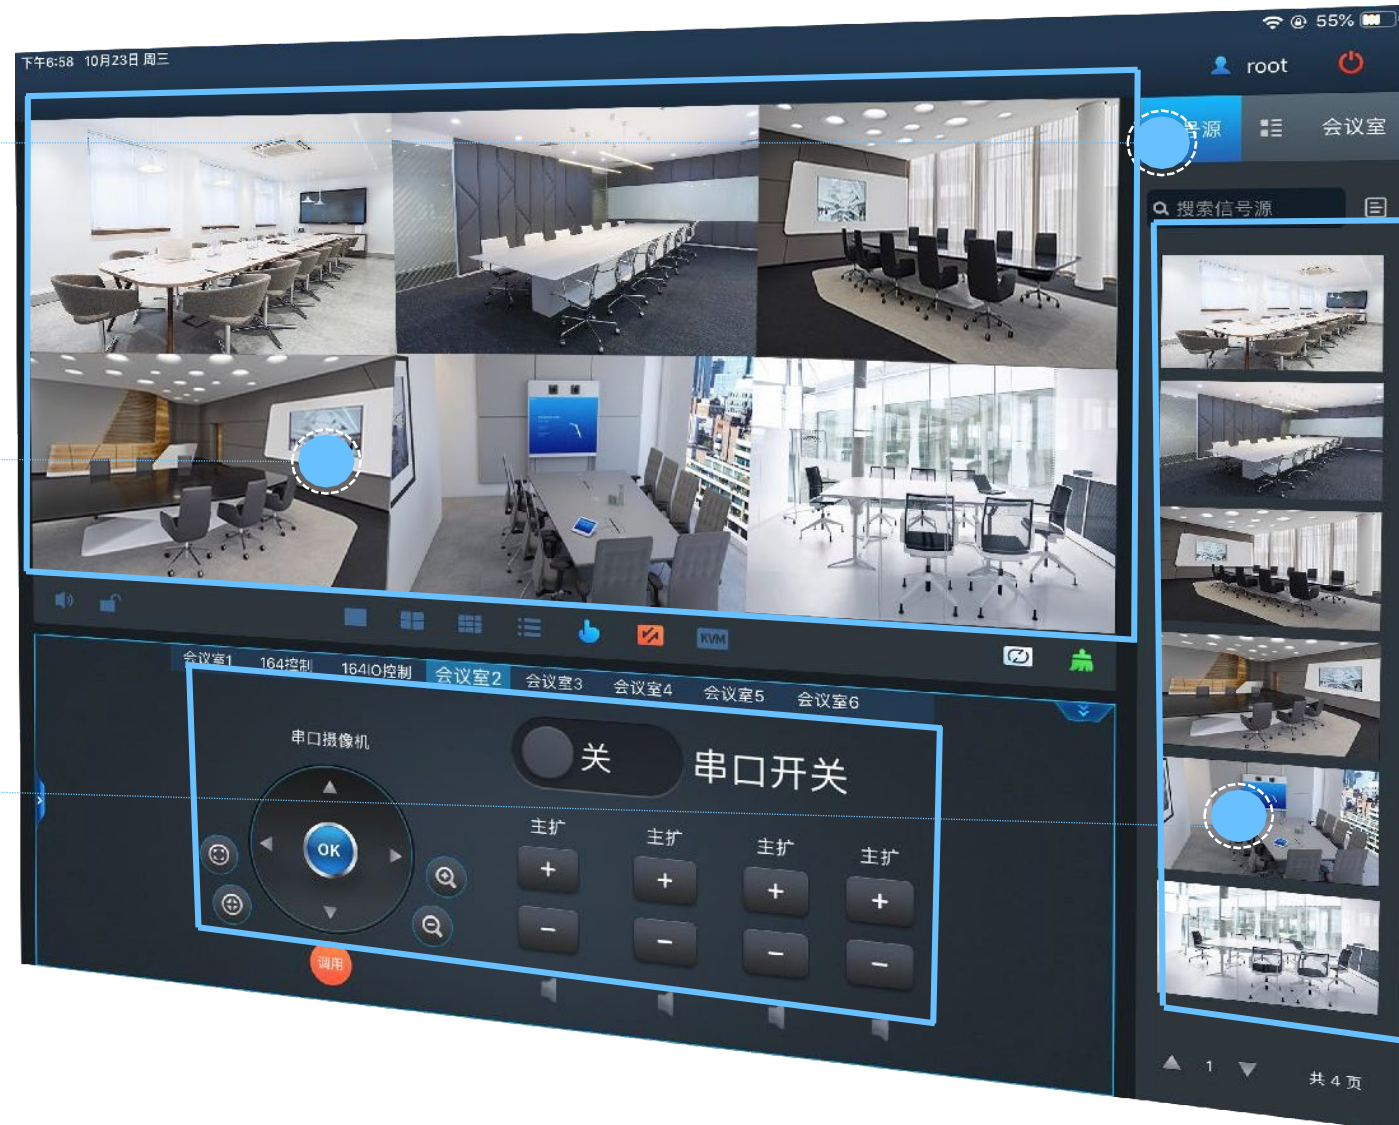 下午6:58 10月23日 周三
55%
root
号源
会议室
搜索信号源
KVM
会议室1
164控制
164IO控制
会议室2
会议室3
会议室4
会议室5
会议室6
串口摄像机
关
串口开关
OK
主扩
主扩
主扩
主扩
调用
1
共 4 页